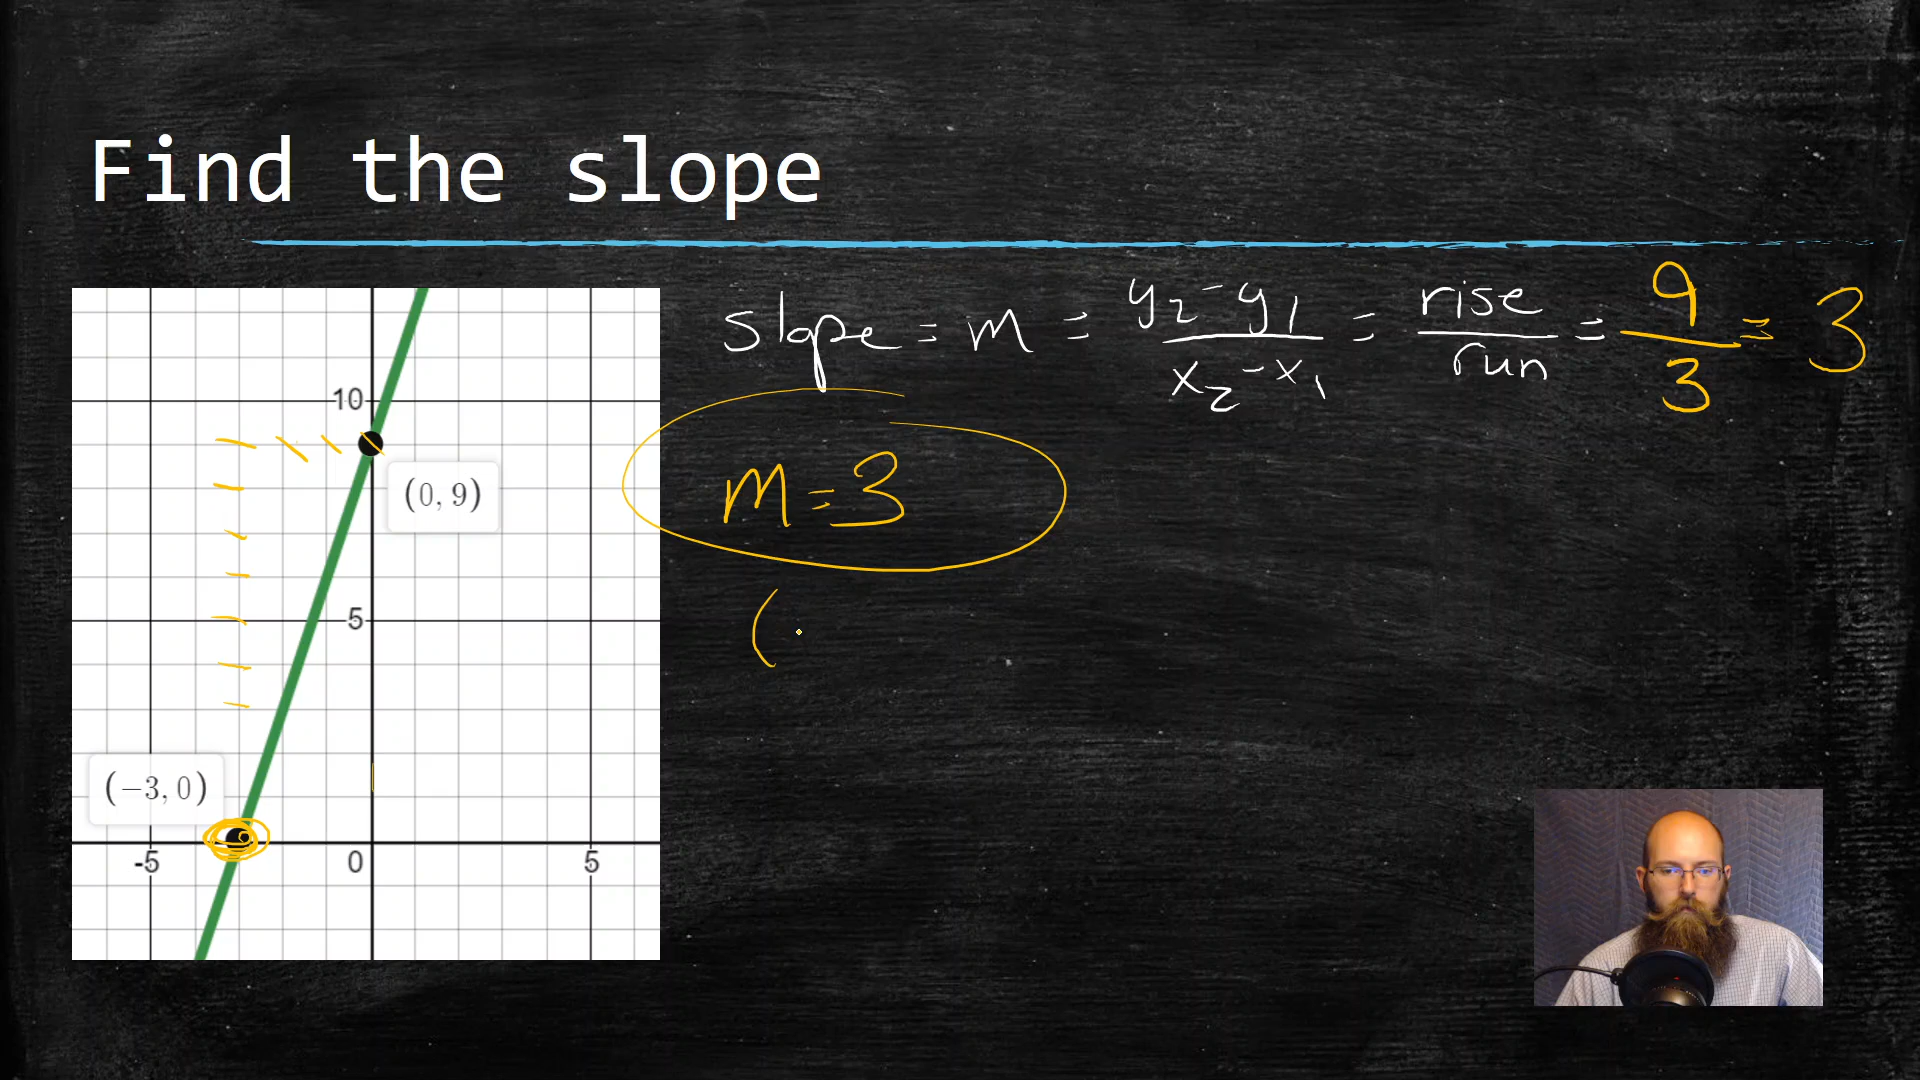 Find the slope
slope = m = y₂-y₁/x₂-x₁ = rise/run = 9/3 = 3
10
(0, 9)
m=3
5
(
(−3, 0)
-5 0 5